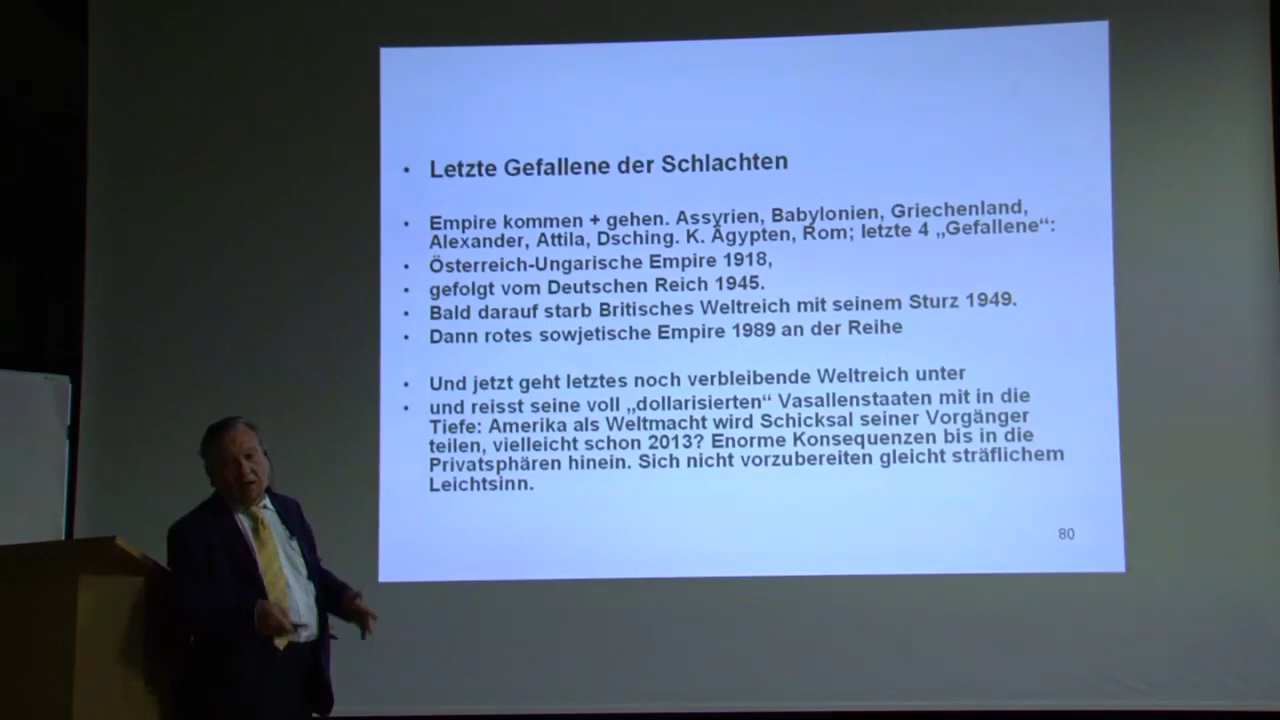 • Letzte Gefallene der Schlachten
• Empire kommen + gehen. Assyrien, Babylonien, Griechenland,
Alexander, Attila, Dsching. K. Ägypten, Rom; letzte 4 „Gefallene“:
• Österreich-Ungarische Empire 1918,
• gefolgt vom Deutschen Reich 1945.
• Bald darauf starb Britisches Weltreich mit seinem Sturz 1949.
• Dann rotes sowjetische Empire 1989 an der Reihe
• Und jetzt geht letztes noch verbleibende Weltreich unter
• und reisst seine voll „dollarisierten“ Vasallenstaaten mit in die
Tiefe: Amerika als Weltmacht wird Schicksal seiner Vorgänger
teilen, vielleicht schon 2013? Enorme Konsequenzen bis in die
Privatsphären hinein. Sich nicht vorzubereiten gleicht sträflichem
Leichtsinn.
80